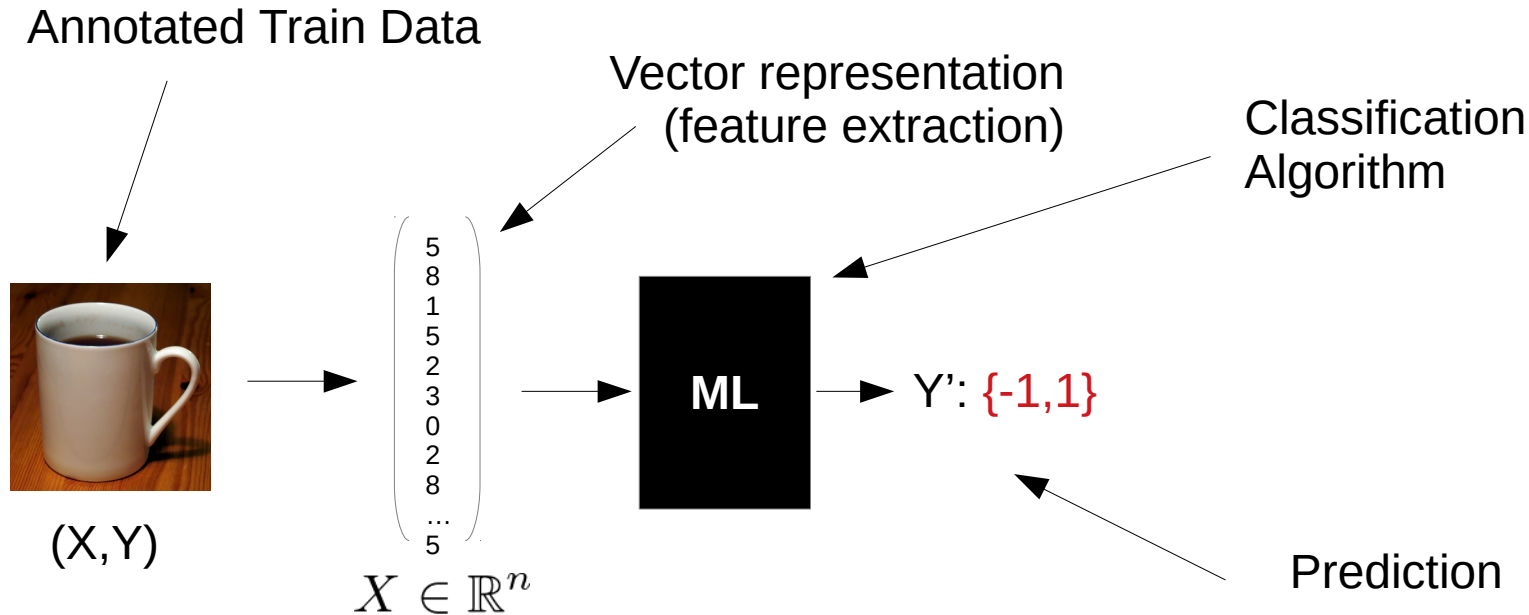 Annotated Train Data
Vector representation
(feature extraction)
Classification
Algorithm
5
8
1
5
2
3
0
2
8
...
5
ML
Y’: {-1,1}
(X,Y)
X ∈ ℝⁿ
Prediction